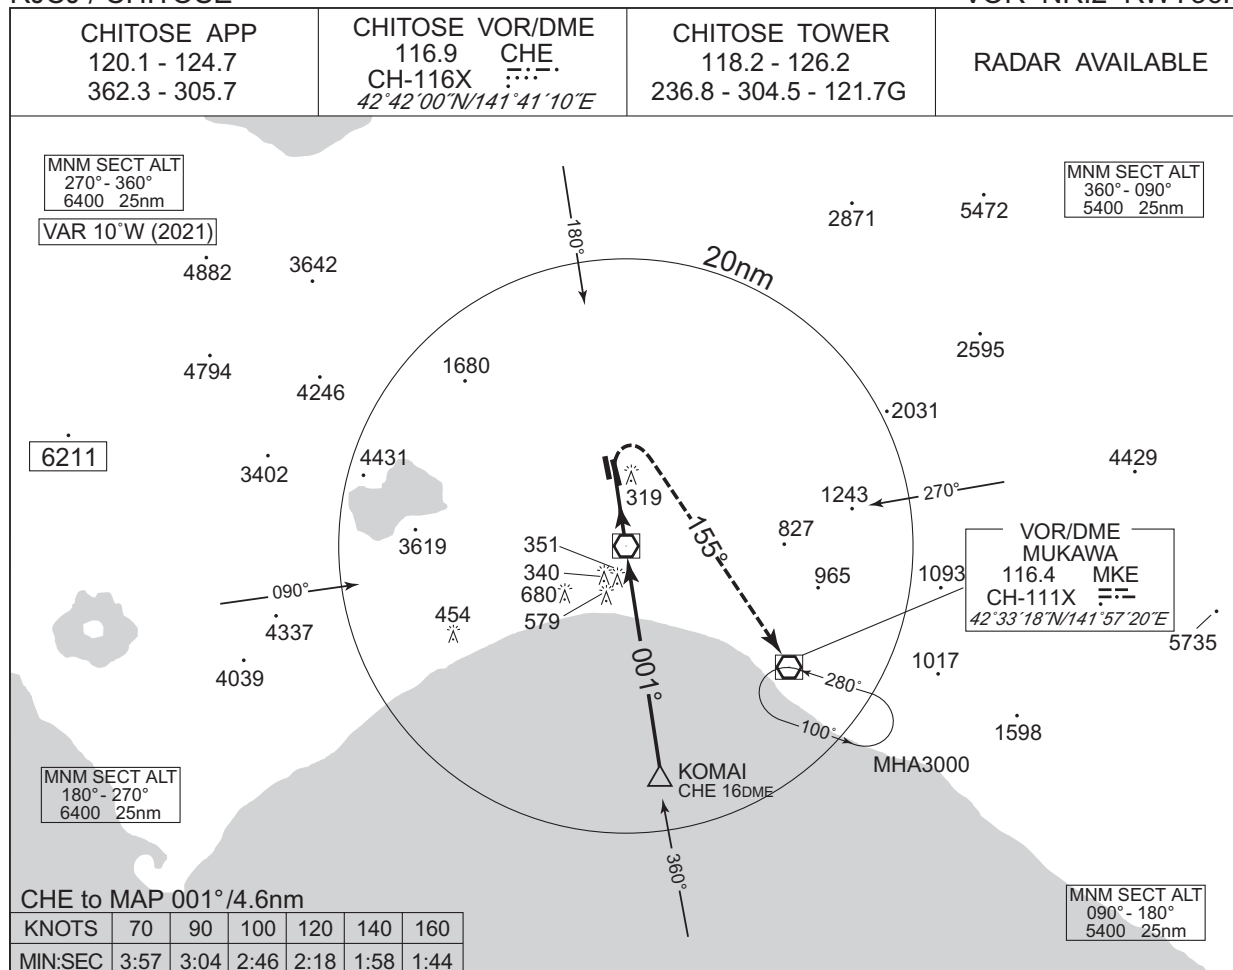 CHITOSE APP
120.1 - 124.7
362.3 - 305.7
CHITOSE VOR/DME
116.9 CHE
CH-116X
42°42´00˝N/141°41´10˝E
CHITOSE TOWER
118.2 - 126.2
236.8 - 304.5 - 121.7G
RADAR AVAILABLE
MNM SECT ALT
270°- 360°
6400 25nm
VAR 10°W (2021)
MNM SECT ALT
360°- 090°
5400 25nm
180°
2871
5472
20nm
4882
3642
2595
4794
4246
1680
2031
6211
3402
4431
4429
319
1243
270°
3619
155°
827
VOR/DME
MUKAWA
116.4 MKE
CH-111X
42°33´18˝N/141°57´20˝E
351
340
680
579
965
1093
090°
4337
454
5735
4039
001°
1017
280°
100°
1598
MHA3000
KOMAI
CHE 16DME
MNM SECT ALT
180°- 270°
6400 25nm
360°
MNM SECT ALT
090°- 180°
5400 25nm
CHE to MAP 001°/4.6nm
KNOTS 70 90 100 120 140 160
MIN:SEC 3:57 3:04 2:46 2:18 1:58 1:44